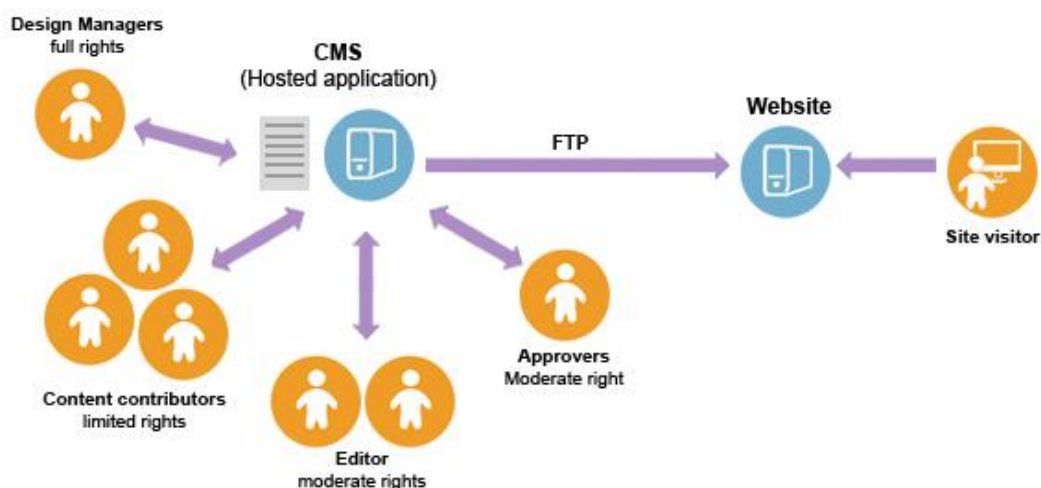 Design Managers
full rights
CMS
(Hosted application)
FTP
Website
Site visitor
Content contributors
limited rights
Editor
moderate rights
Approvers
Moderate right